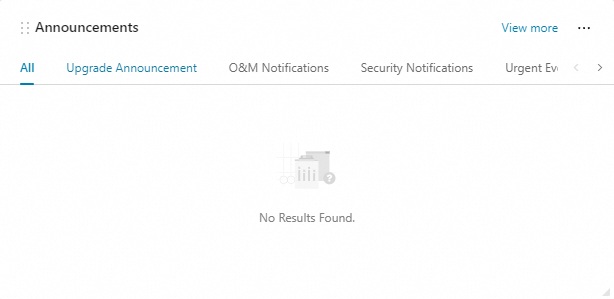 Announcements
View more
All
Upgrade Announcement
O&M Notifications
Security Notifications
Urgent Ev
No Results Found.